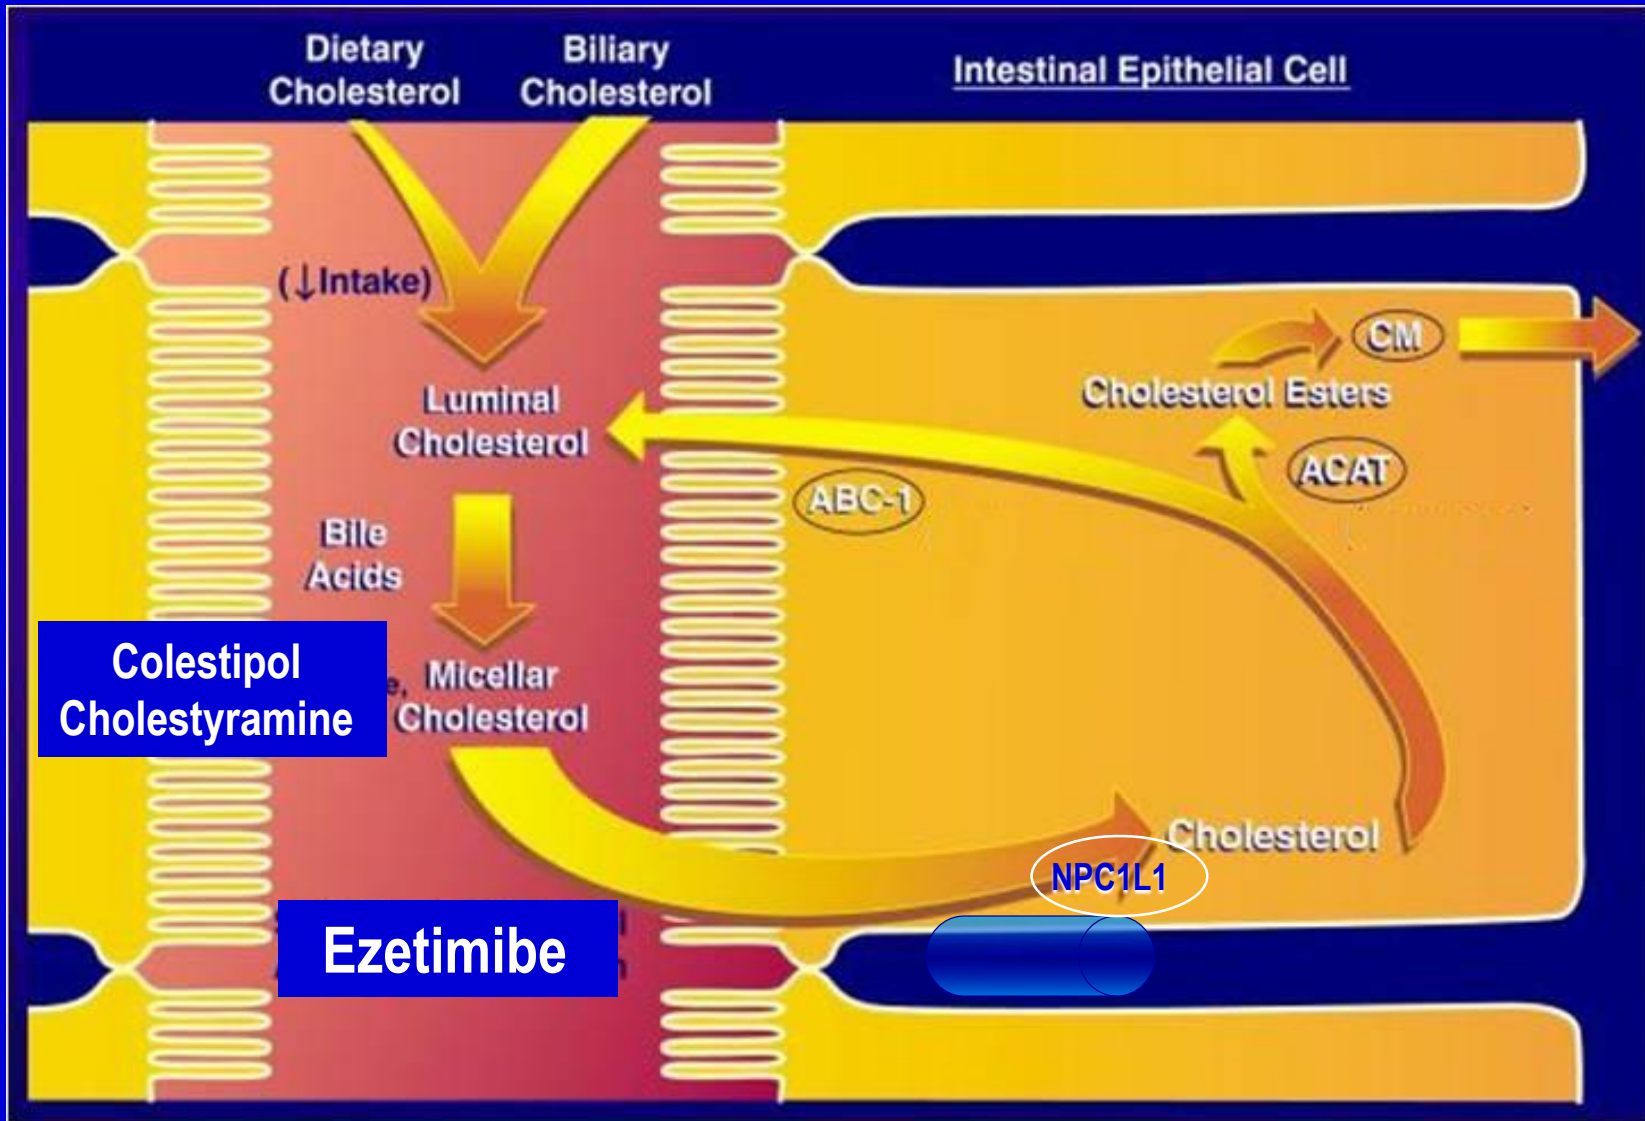 Dietary
Cholesterol
Biliary
Cholesterol
Intestinal Epithelial Cell
(↓Intake)
CM
Cholesterol Esters
Luminal
Cholesterol
ACAT
ABC-1
Bile
Acids
Colestipol
Cholestyramine
Micellar
Cholesterol
Cholesterol
NPC1L1
Ezetimibe